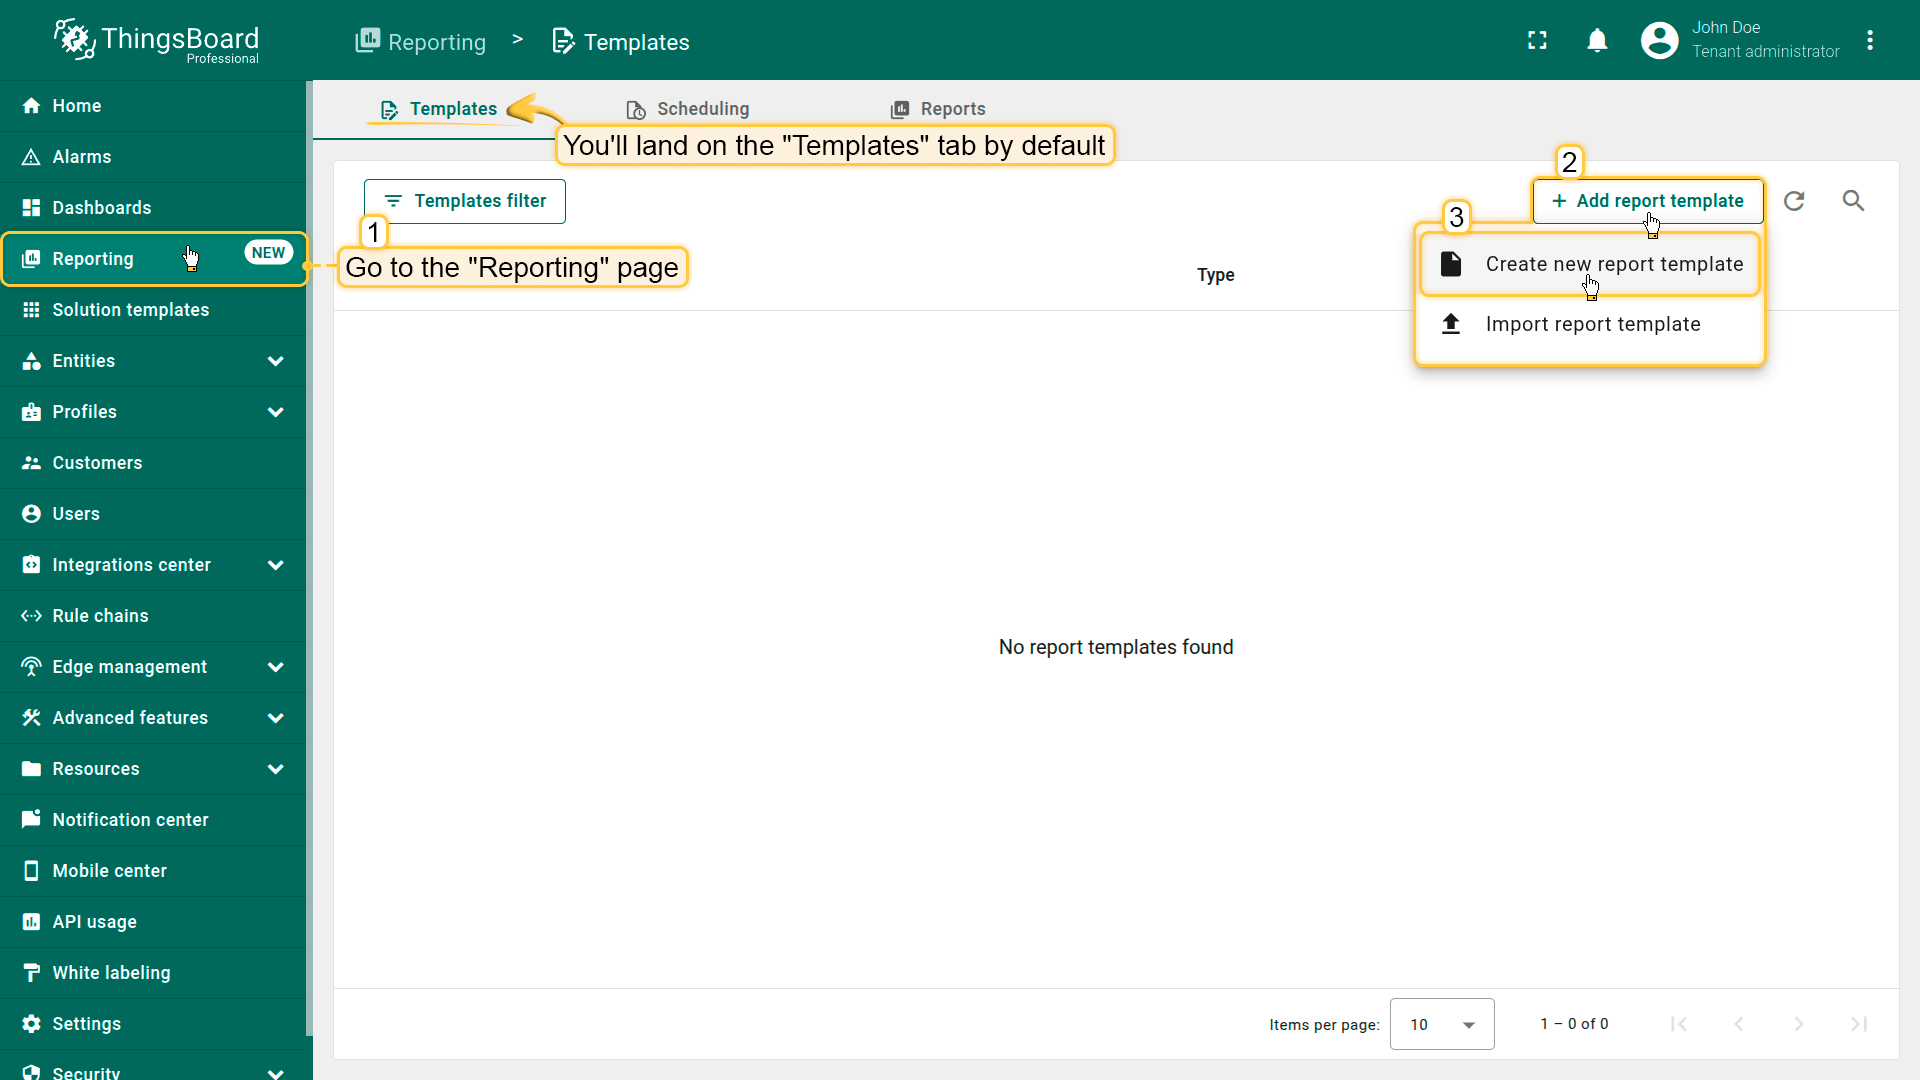 ThingsBoard
Professional
Reporting > Templates
John Doe
Tenant administrator
Home
Alarms
Dashboards
Reporting
NEW
Solution templates
Entities
Profiles
Customers
Users
Integrations center
Rule chains
Edge management
Advanced features
Resources
Notification center
Mobile center
API usage
White labeling
Settings
Security
Templates
Scheduling
Reports
You'll land on the "Templates" tab by default
Templates filter
1
Go to the "Reporting" page
2
+ Add report template
3
Create new report template
Import report template
Type
No report templates found
Items per page:
10
1 – 0 of 0